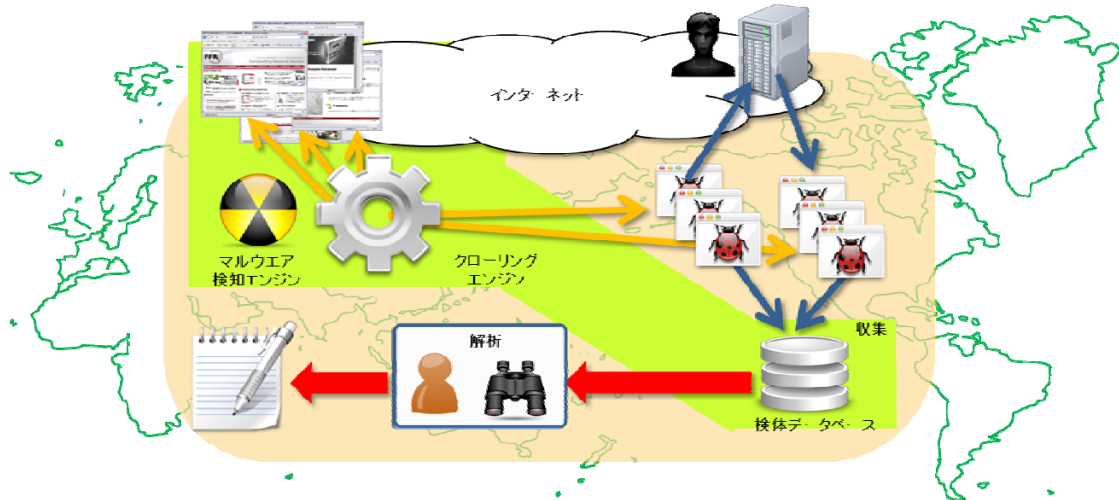 インターネット
マルウエア
検知エンジン
クローリング
エンジン
収集
解析
検体データベース